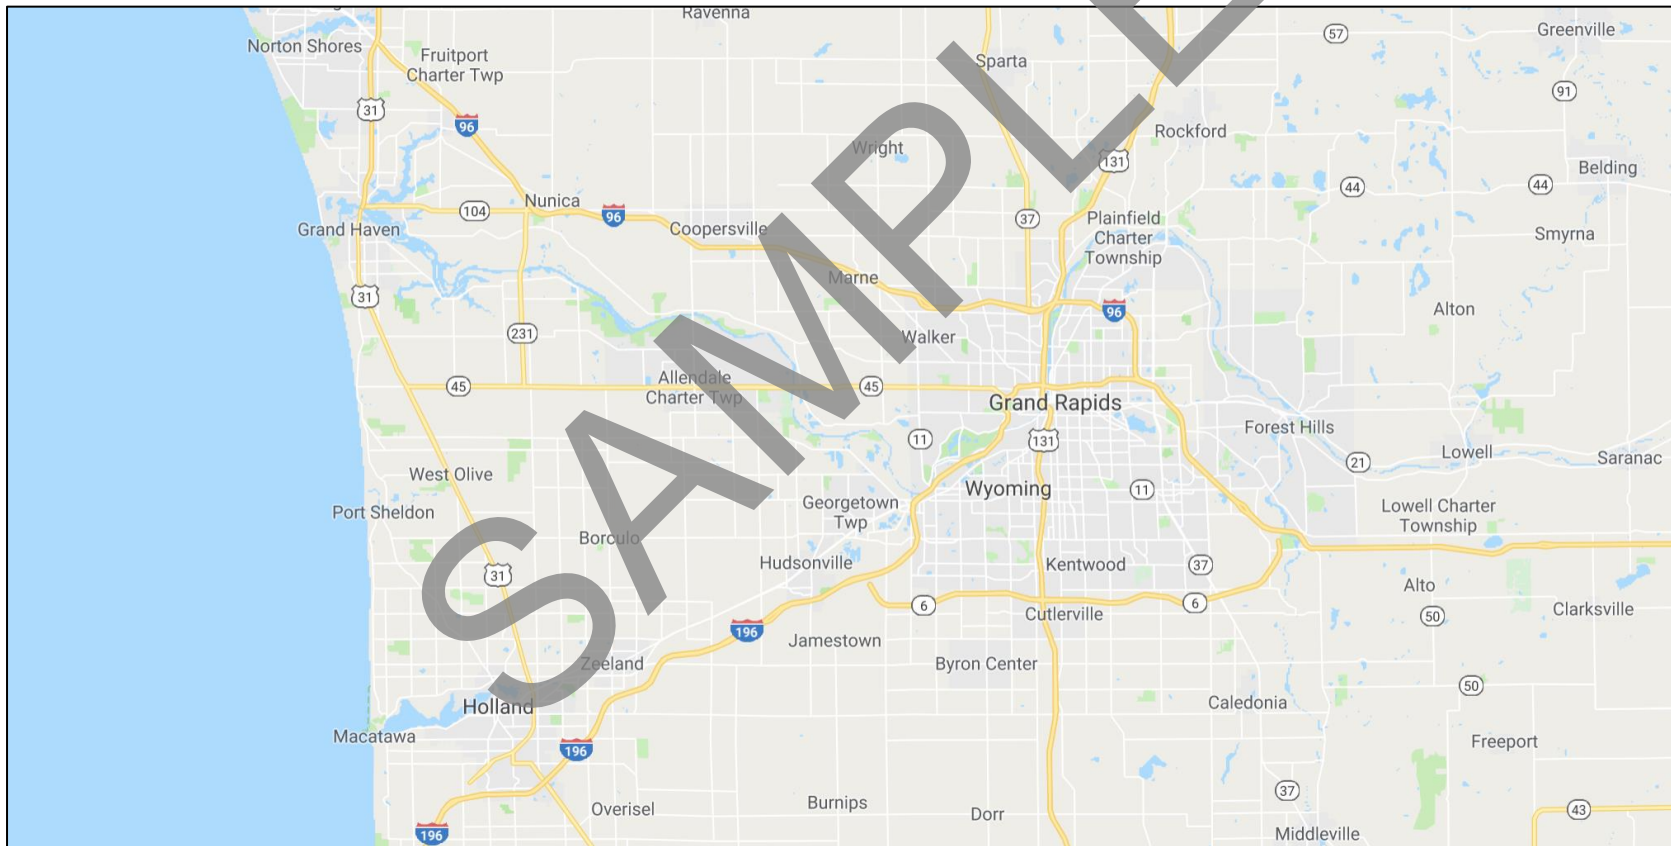 Ravenna
57
Greenville
Norton Shores
Fruitport
Charter Twp
Sparta
91
31
96
Rockford
Wright
131
Belding
44
44
Nunica
104
96
Coopersville
37
Plainfield
Charter
Township
Grand Haven
Smyrna
Marne
31
96
Alton
231
Walker
45
Allendale
Charter Twp
45
Grand Rapids
11
131
Forest Hills
Lowell
21
Saranac
West Olive
Wyoming
11
Georgetown
Twp
Port Sheldon
Lowell Charter
Township
Borculo
Hudsonville
Kentwood
37
31
Alto
6
6
Cutlerville
50
Clarksville
196
Jamestown
Zeeland
Byron Center
50
Holland
Caledonia
Macatawa
196
Freeport
37
Overisel
Burnips
Dorr
43
196
Middleville
SAMPLE